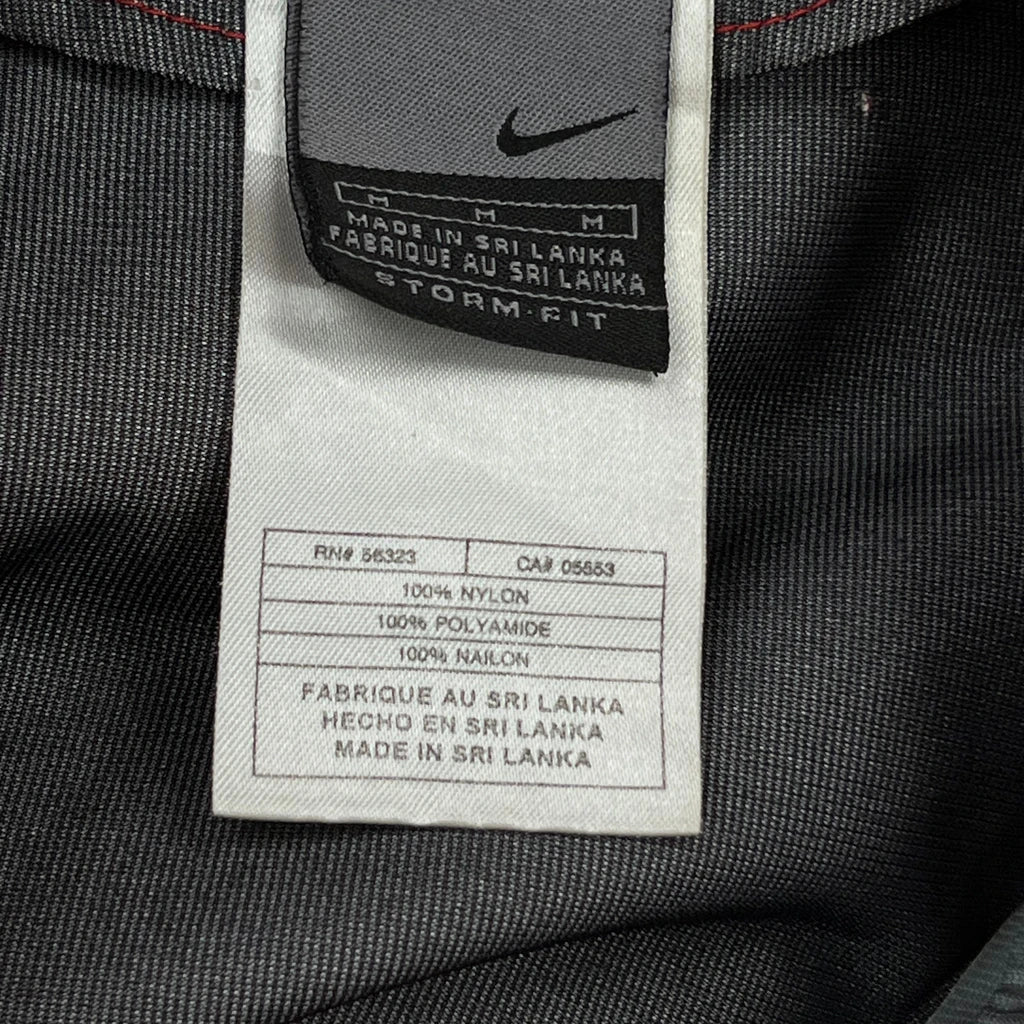 M M M
MADE IN SRI LANKA
FABRIQUE AU SRI LANKA
STORM·FIT
RN# 56323 CA# 05553
100% NYLON
100% POLYAMIDE
100% NAILON
FABRIQUE AU SRI LANKA
HECHO EN SRI LANKA
MADE IN SRI LANKA